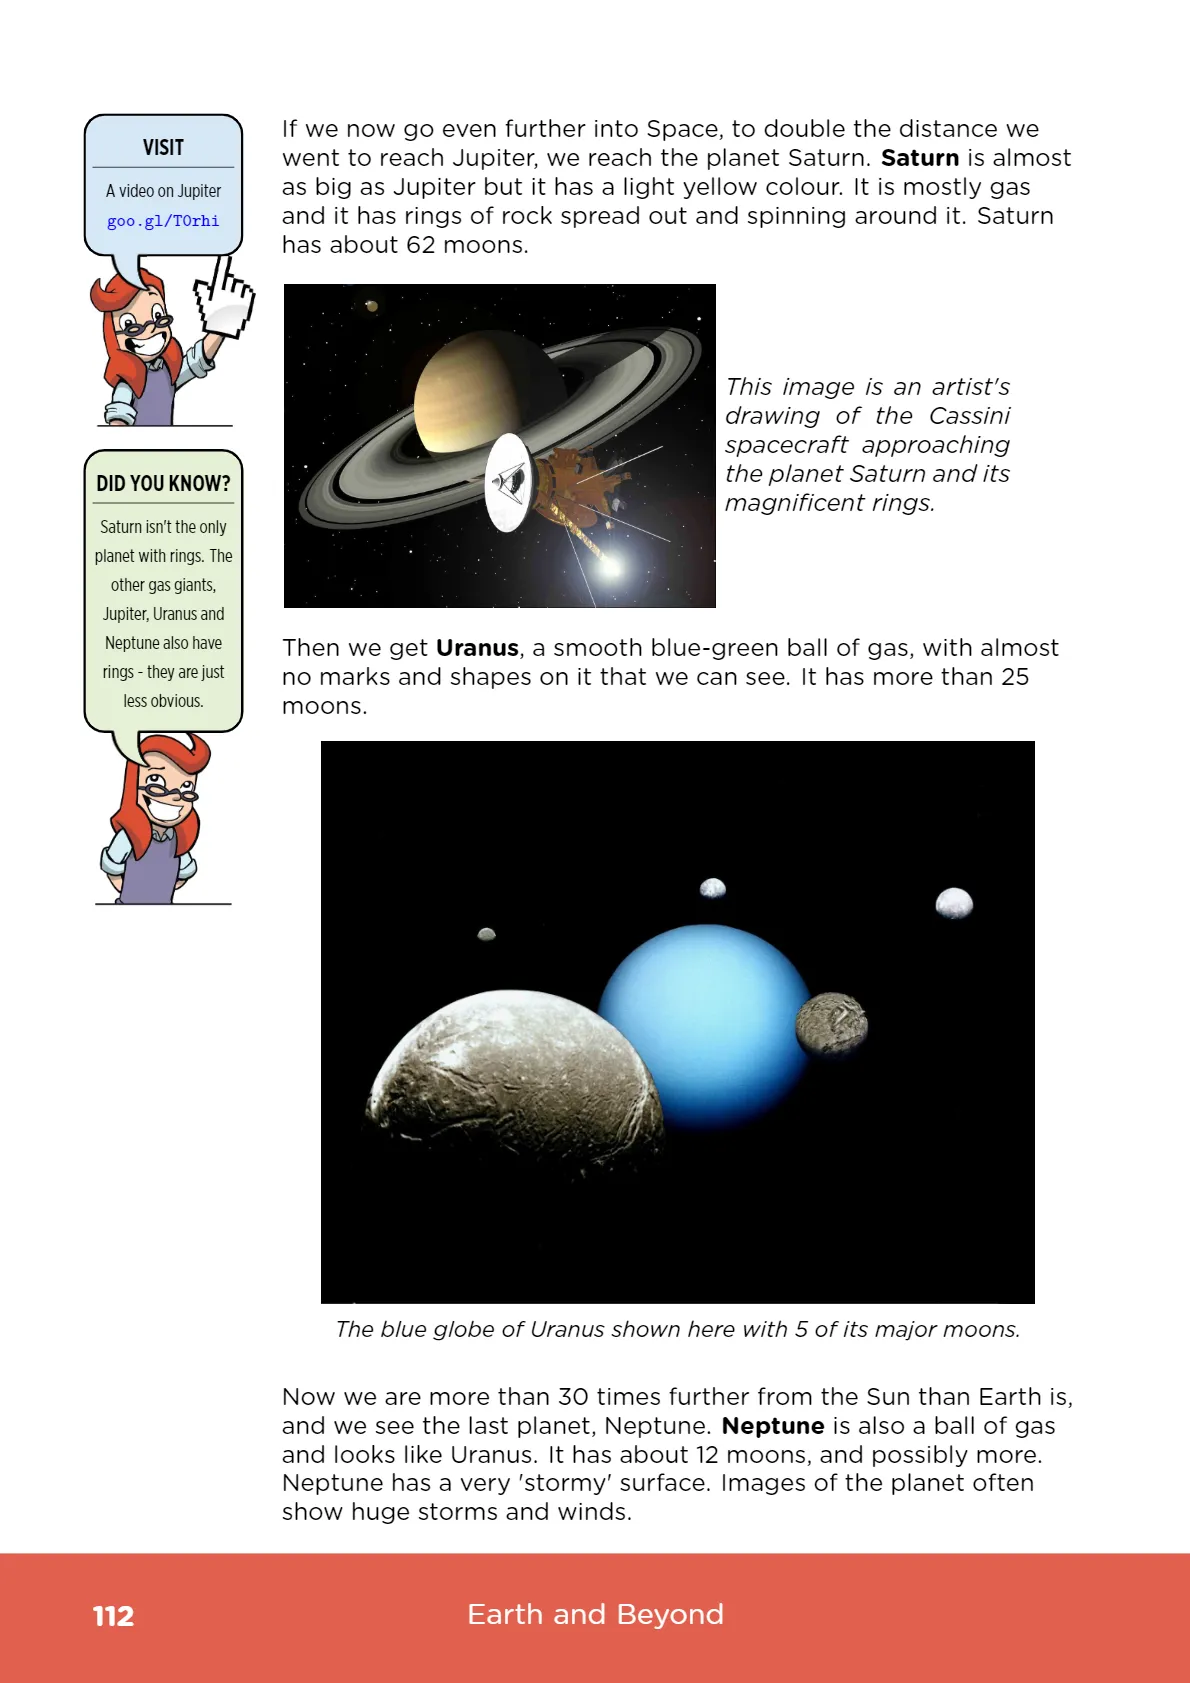 VISIT
A video on Jupiter
goo.gl/T0rhi
DID YOU KNOW?
Saturn isn't the only
planet with rings. The
other gas giants,
Jupiter, Uranus and
Neptune also have
rings - they are just
less obvious.
If we now go even further into Space, to double the distance we
went to reach Jupiter, we reach the planet Saturn. Saturn is almost
as big as Jupiter but it has a light yellow colour. It is mostly gas
and it has rings of rock spread out and spinning around it. Saturn
has about 62 moons.
This image is an artist's
drawing of the Cassini
spacecraft approaching
the planet Saturn and its
magnificent rings.
Then we get Uranus, a smooth blue-green ball of gas, with almost
no marks and shapes on it that we can see. It has more than 25
moons.
The blue globe of Uranus shown here with 5 of its major moons.
Now we are more than 30 times further from the Sun than Earth is,
and we see the last planet, Neptune. Neptune is also a ball of gas
and looks like Uranus. It has about 12 moons, and possibly more.
Neptune has a very 'stormy' surface. Images of the planet often
show huge storms and winds.
112
Earth and Beyond